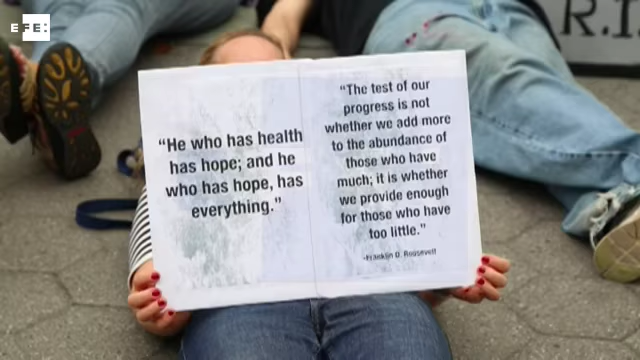 EFE:
R.I.
“He who has health
has hope; and he
who has hope, has
everything.”
“The test of our
progress is not
whether we add more
to the abundance of
those who have
much; it is whether
we provide enough
for those who have
too little.”
-Franklin D. Roosevelt